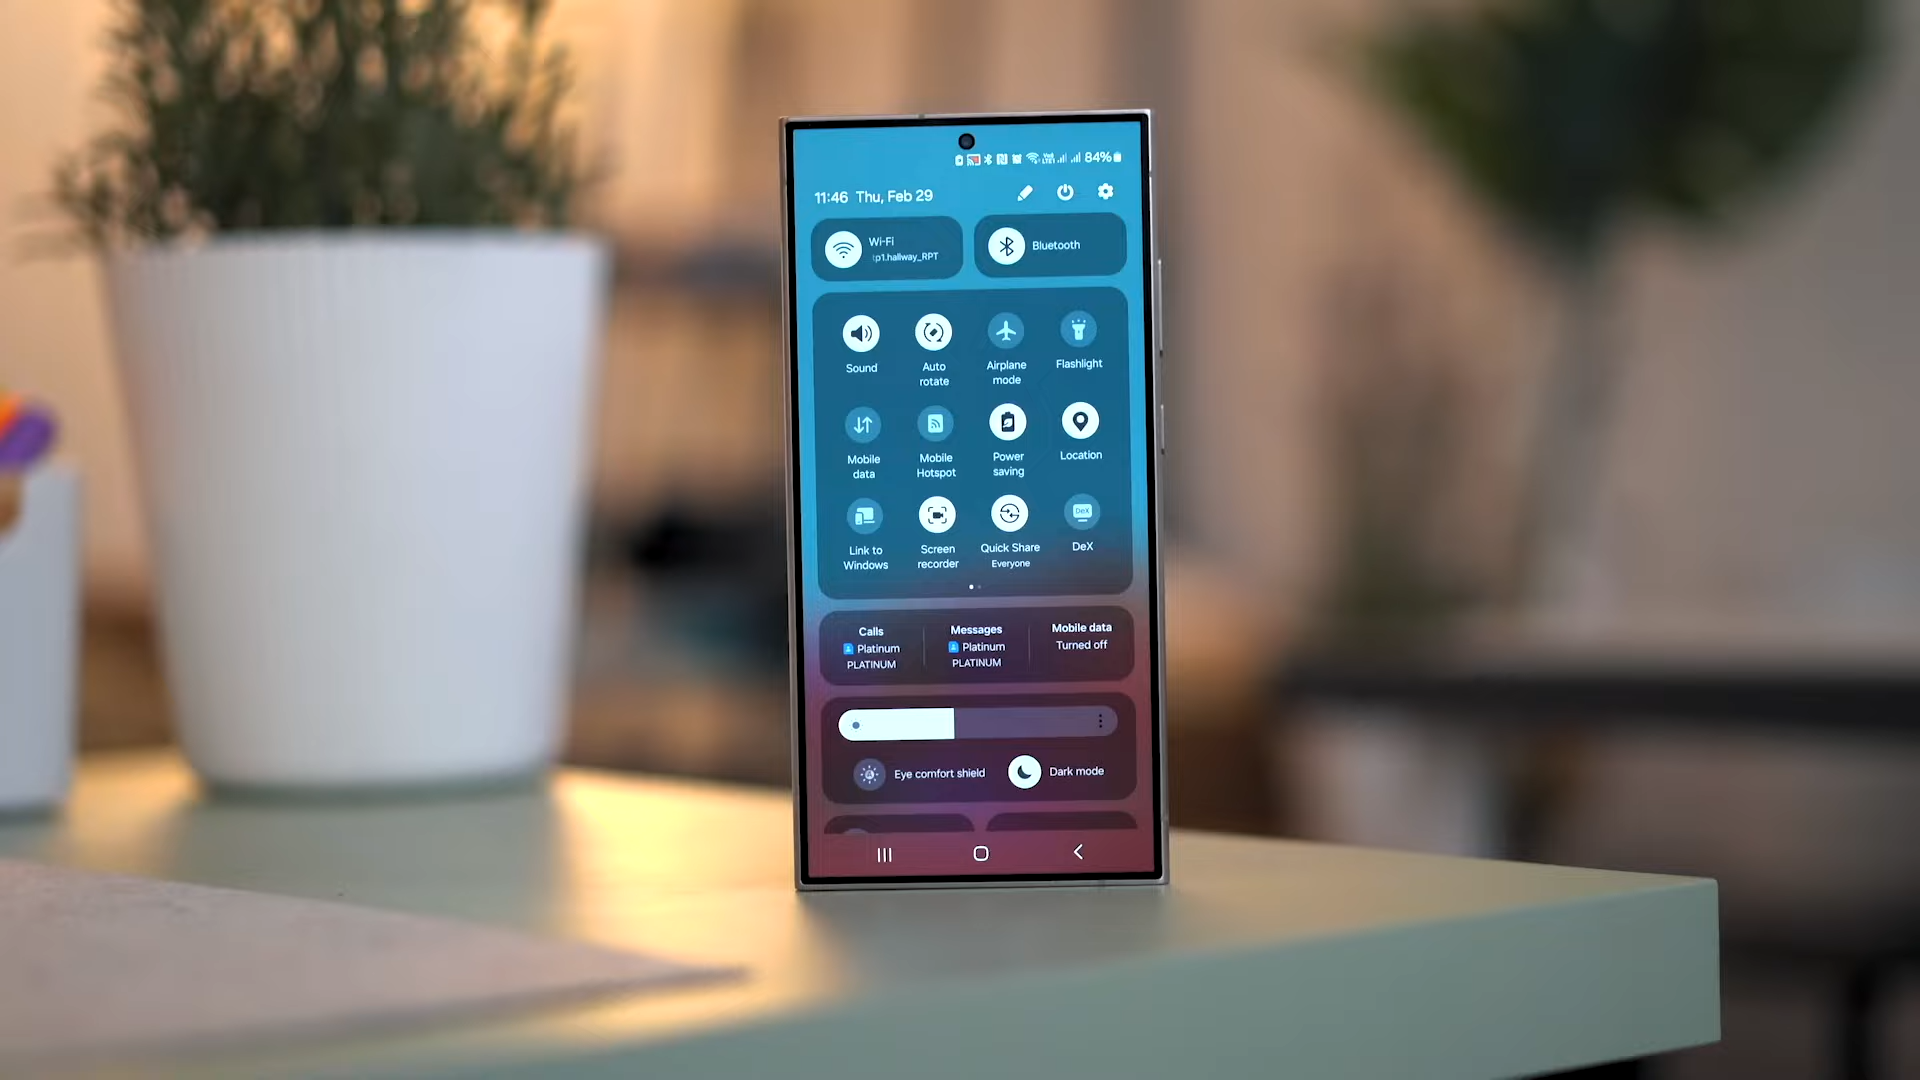 84%
11:46 Thu, Feb 29
Wi-Fi
p1.hallway_RPT
Bluetooth
Sound
Auto
rotate
Airplane
mode
Flashlight
Mobile
data
Mobile
Hotspot
Power
saving
Location
Link to
Windows
Screen
recorder
Quick Share
Everyone
DeX
DeX
Calls
Platinum
PLATINUM
Messages
Platinum
PLATINUM
Mobile data
Turned off
Eye comfort shield
Dark mode